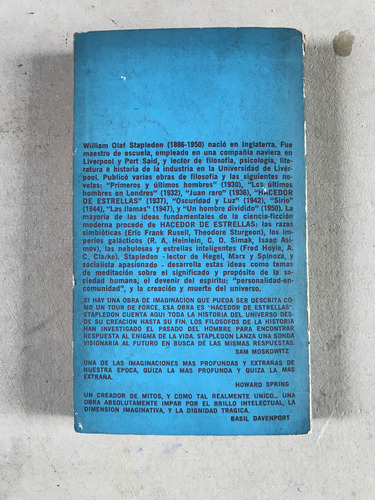 William Olaf Stapledon (1886-1950) nació en Inglaterra. Fue
maestro de escuela, empleado en una compañía naviera en
Liverpool y Port Said, y lector de filosofía, psicología, lite-
ratura e historia de la industria en la Universidad de Liver-
pool. Publicó varias obras de filosofía y las siguientes no-
velas: "Primeros y últimos hombres" (1930), "Los últimos
hombres en Londres" (1932), "Juan raro" (1936), "HACEDOR
DE ESTRELLAS" (1937), "Oscuridad y Luz" (1942), "Sirio"
(1944), "Las llamas" (1947), y "Un hombre dividido" (1950). La
mayoría de las ideas fundamentales de la ciencia-ficción
moderna procede de HACEDOR DE ESTRELLAS: las razas
simbióticas (Eric Frank Rusell, Theodore Sturgeon), los im-
perios galácticos (R. A. Heinlein, C. D. Simak, Isaac Asi-
mov), las nebulosas y estrellas inteligentes (Fred Hoyle, A.
C. Clarke). Stapledon - lector de Hegel, Marx y Spinoza, y
socialista apasionado - desarrolla estas ideas como temas
de meditación sobre el significado y propósito de la so-
ciedad humana, el devenir del espíritu: "personalidad-en-
comunidad", y la creación y muerte del universo.
SI HAY UNA OBRA DE IMAGINACION QUE PUEDA SER DESCRITA CO-
MO UN TOUR DE FORCE, ESA OBRA ES "HACEDOR DE ESTRELLAS".
STAPLEDON CUENTA AQUI TODA LA HISTORIA DEL UNIVERSO DES-
DE SU CREACION HASTA SU FIN. LOS FILOSOFOS DE LA HISTORIA
HAN INVESTIGADO EL PASADO DEL HOMBRE PARA ENCONTRAR
RESPUESTA AL ENIGMA DE LA VIDA. STAPLEDON LANZA UNA SONDA
VISIONARIA AL FUTURO EN BUSCA DE LAS MISMAS RESPUESTAS.
SAM MOSKOWITZ
UNA DE LAS IMAGINACIONES MAS PROFUNDAS Y EXTRAÑAS DE
NUESTRA EPOCA, QUIZA LA MAS PROFUNDA Y QUIZA LA MAS
EXTRAÑA.
HOWARD SPRING
UN CREADOR DE MITOS, Y COMO TAL REALMENTE UNICO... UNA
OBRA ABSOLUTAMENTE IMPAR POR EL BRILLO INTELECTUAL, LA
DIMENSION IMAGINATIVA, Y LA DIGNIDAD TRAGICA.
BASIL DAVENPORT